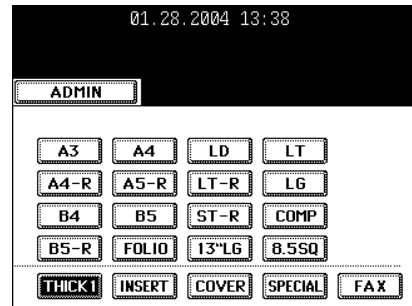 01.28.2004 13:38
ADMIN
A3 A4 LD LT
A4-R A5-R LT-R LG
B4 B5 ST-R COMP
B5-R FOLIO 13"LG 8.5SQ
THICK1 INSERT COVER SPECIAL FAX